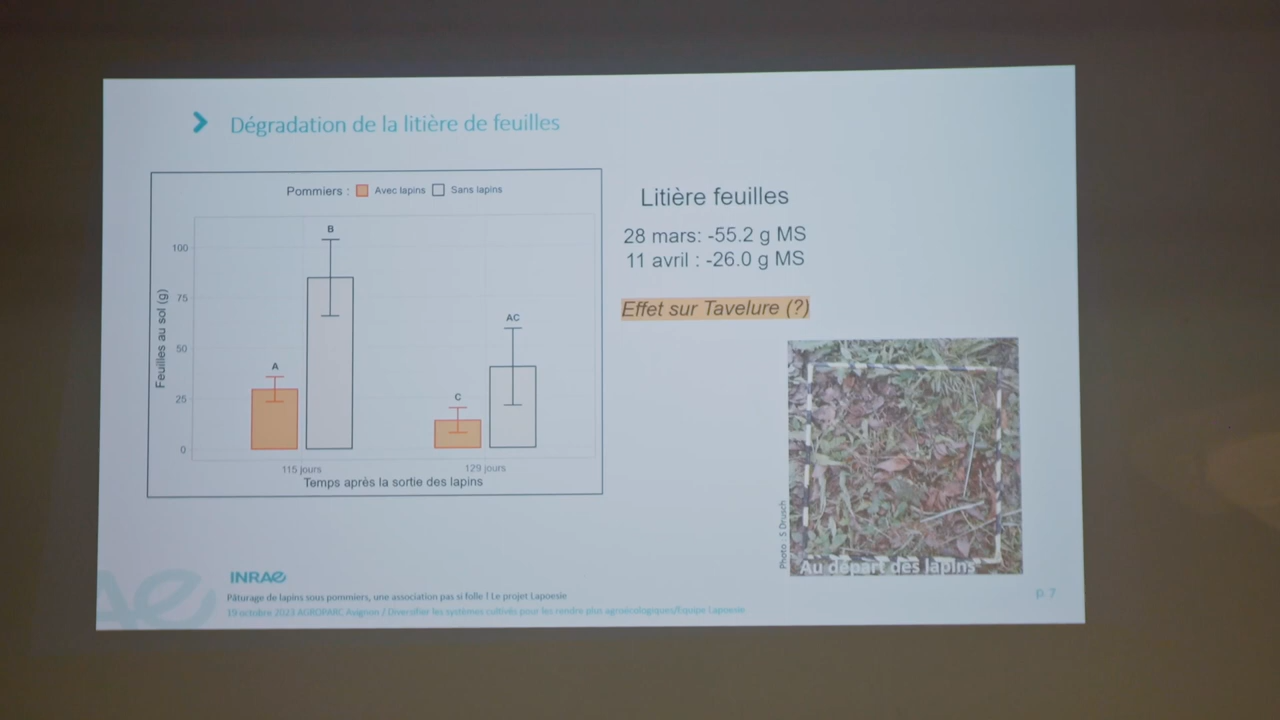 Dégradation de la litière de feuilles
Pommiers : Avec lapins Sans lapins
Feuilles au sol (g)
100
75
50
25
0
A
B
C
AC
115 jours
129 jours
Temps après la sortie des lapins
Litière feuilles
28 mars: -55.2 g MS
11 avril : -26.0 g MS
Effet sur Tavelure (?)
Photo : S Drusch
Au départ des lapins
INRAE
Pâturage de lapins sous pommiers, une association pas si folle ! Le projet Lapoesie
19 octobre 2023 AGROPARC Avignon / Diversifier les systèmes cultivés pour les rendre plus agroécologiques/Equipe Lapoesie
p. 7